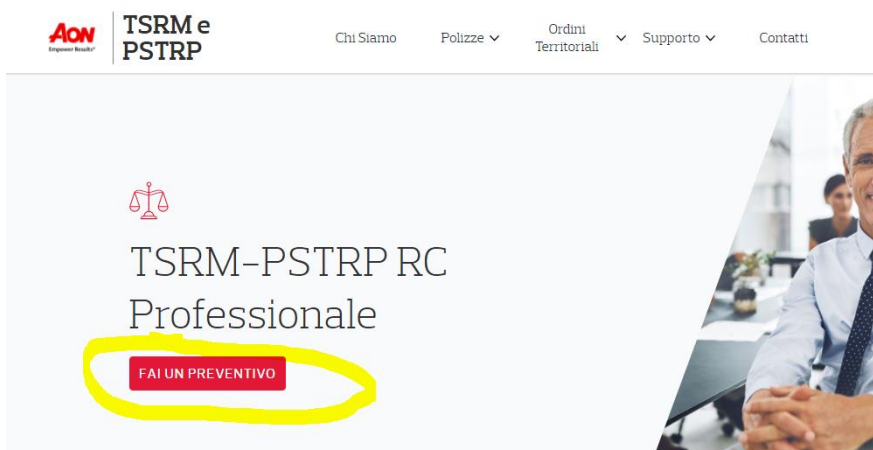 AON
Empower Results®
TSRM e
PSTRP
Chi Siamo
Polizze
Ordini
Territoriali
Supporto
Contatti
TSRM-PSTRP RC
Professionale
FAI UN PREVENTIVO